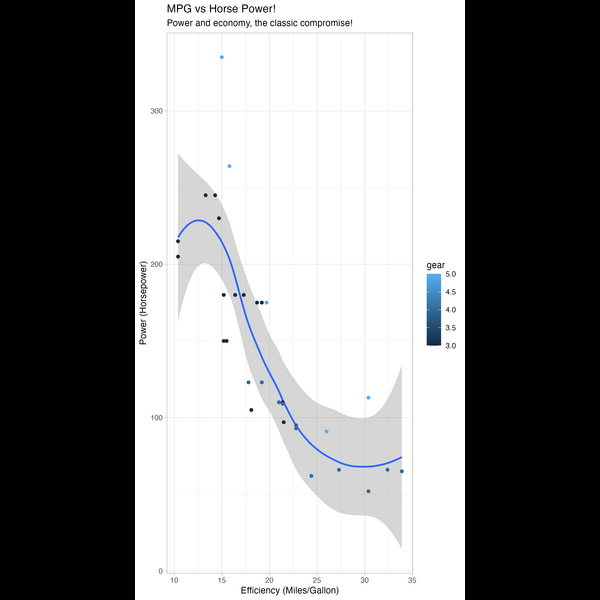 MPG vs Horse Power!
Power and economy, the classic compromise!
300
200
100
0
Power (Horsepower)
10 15 20 25 30 35
Efficiency (Miles/Gallon)
gear
5.0
4.5
4.0
3.5
3.0